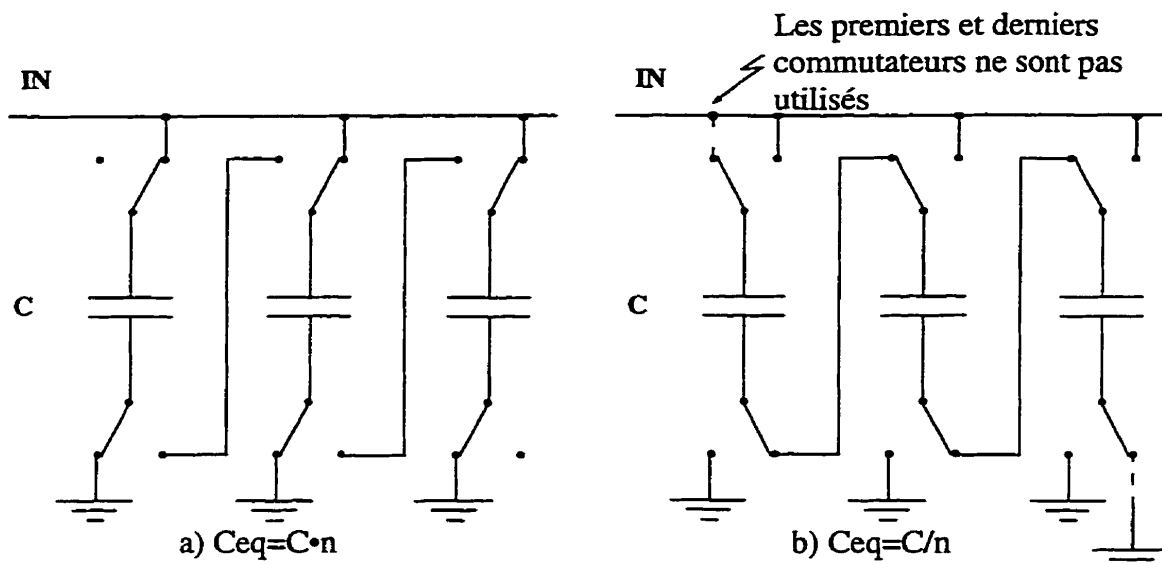 Les premiers et derniers
commutateurs ne sont pas
utilisés
IN
IN
C
C
a) Ceq=C•n
b) Ceq=C/n